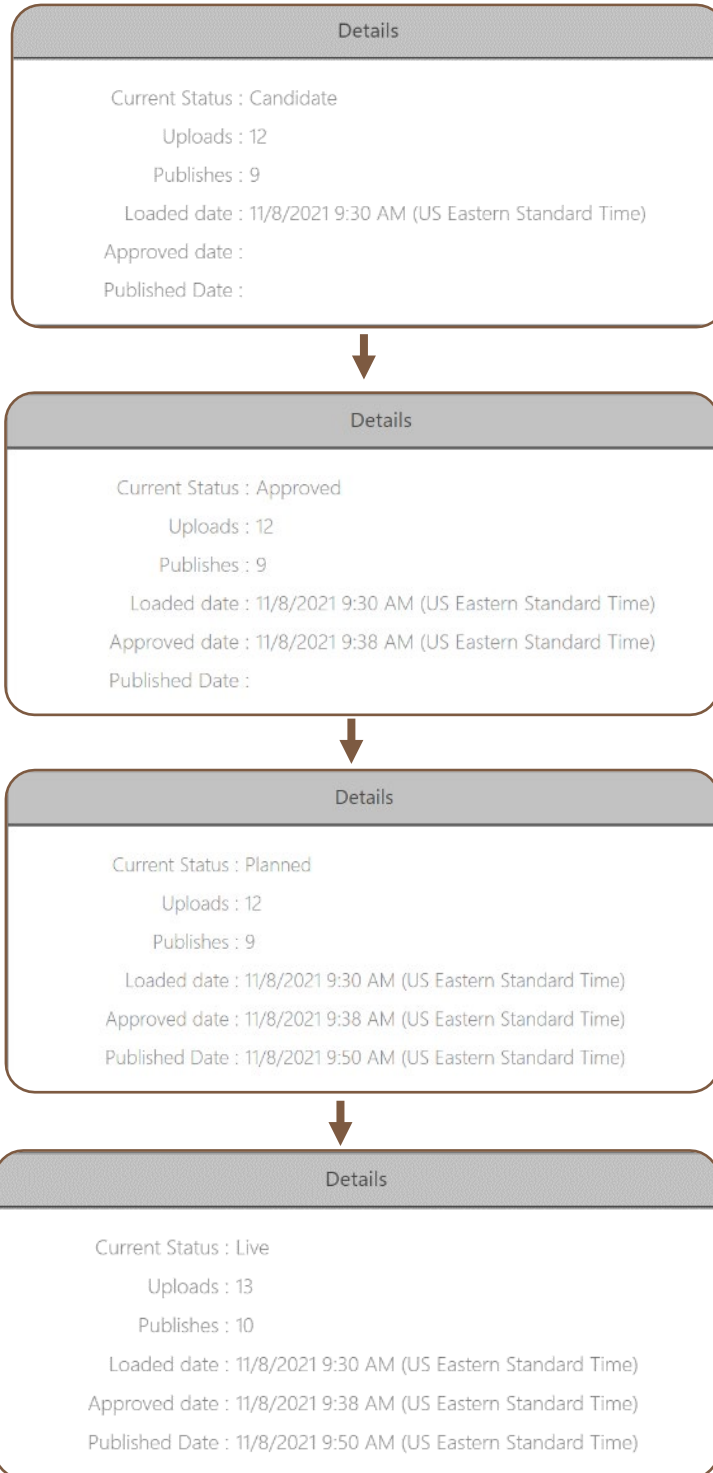 Details
Current Status : Candidate
Uploads : 12
Publishes : 9
Loaded date : 11/8/2021 9:30 AM (US Eastern Standard Time)
Approved date :
Published Date :
Details
Current Status : Approved
Uploads : 12
Publishes : 9
Loaded date : 11/8/2021 9:30 AM (US Eastern Standard Time)
Approved date : 11/8/2021 9:38 AM (US Eastern Standard Time)
Published Date :
Details
Current Status : Planned
Uploads : 12
Publishes : 9
Loaded date : 11/8/2021 9:30 AM (US Eastern Standard Time)
Approved date : 11/8/2021 9:38 AM (US Eastern Standard Time)
Published Date : 11/8/2021 9:50 AM (US Eastern Standard Time)
Details
Current Status : Live
Uploads : 13
Publishes : 10
Loaded date : 11/8/2021 9:30 AM (US Eastern Standard Time)
Approved date : 11/8/2021 9:38 AM (US Eastern Standard Time)
Published Date : 11/8/2021 9:50 AM (US Eastern Standard Time)